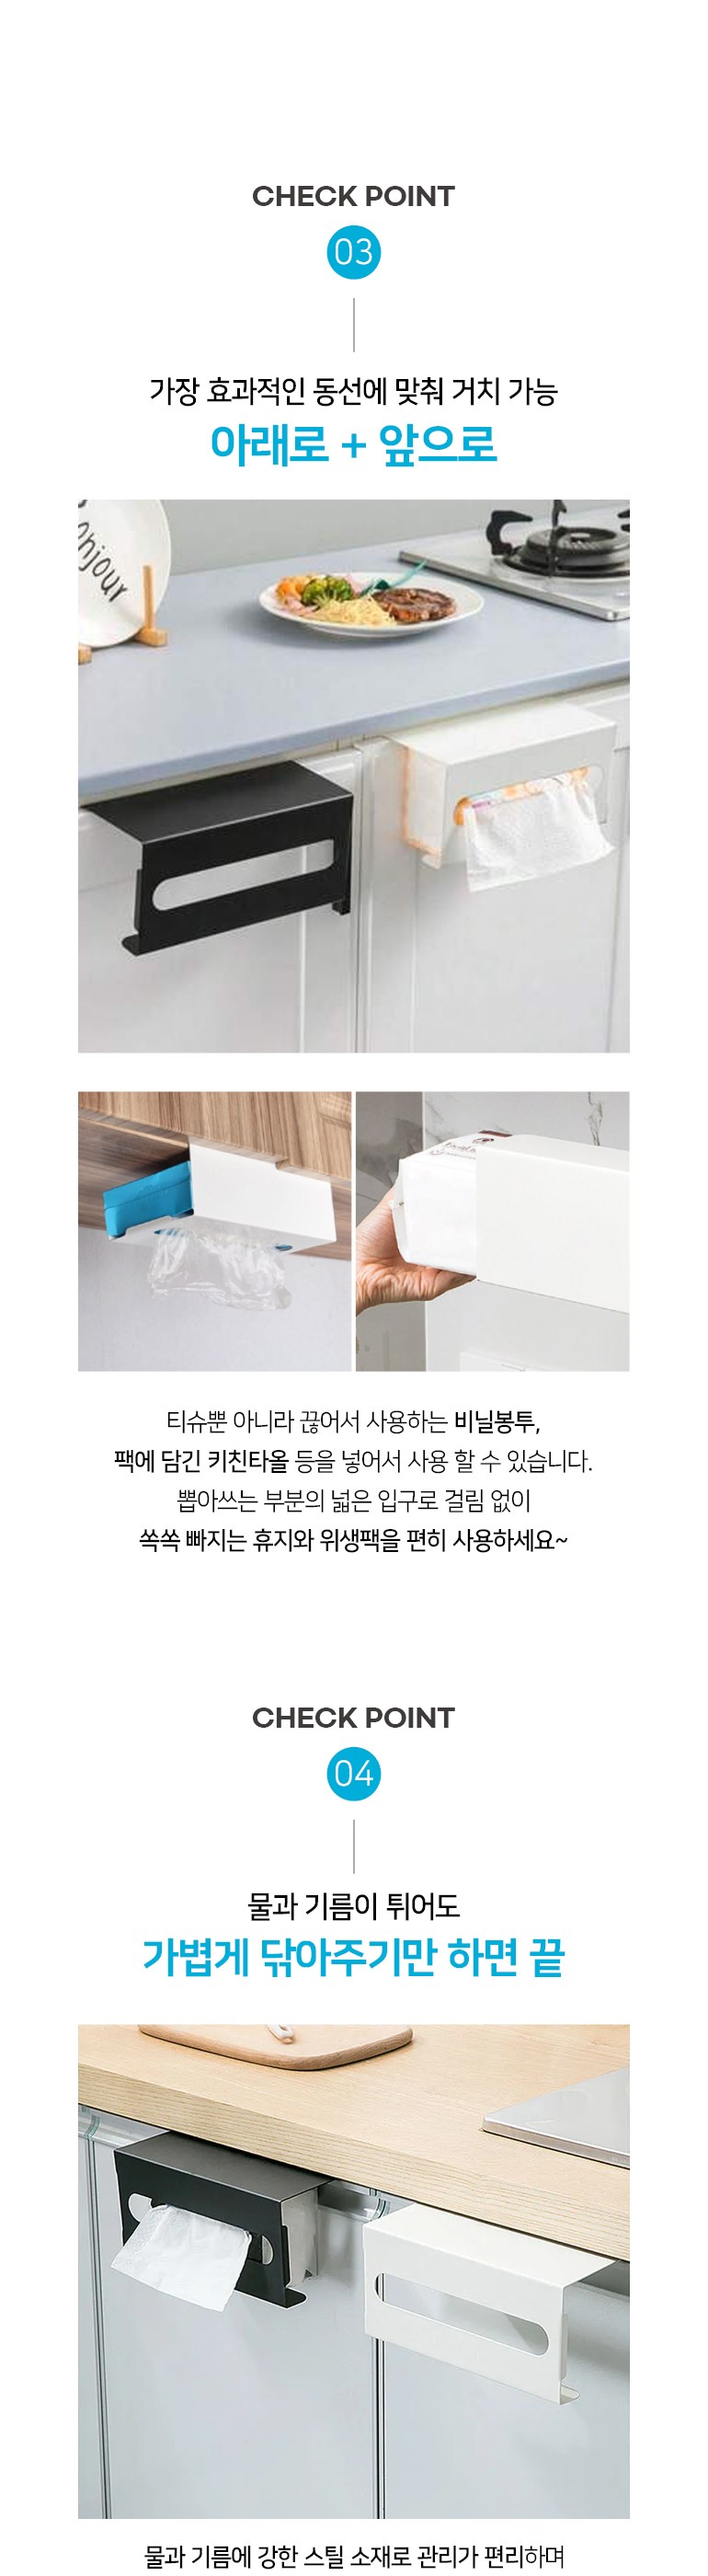 CHECK POINT
03
가장 효과적인 동선에 맞춰 거치 가능
아래로 + 앞으로
onjour
티슈뿐 아니라 끊어서 사용하는 비닐봉투,
팩에 담긴 키친타올 등을 넣어서 사용 할 수 있습니다.
뽑아쓰는 부분의 넓은 입구로 걸림 없이
쏙쏙 빠지는 휴지와 위생팩을 편히 사용하세요~
CHECK POINT
04
물과 기름이 튀어도
가볍게 닦아주기만 하면 끝
물과 기름에 강한 스틸 소재로 관리가 편리하며